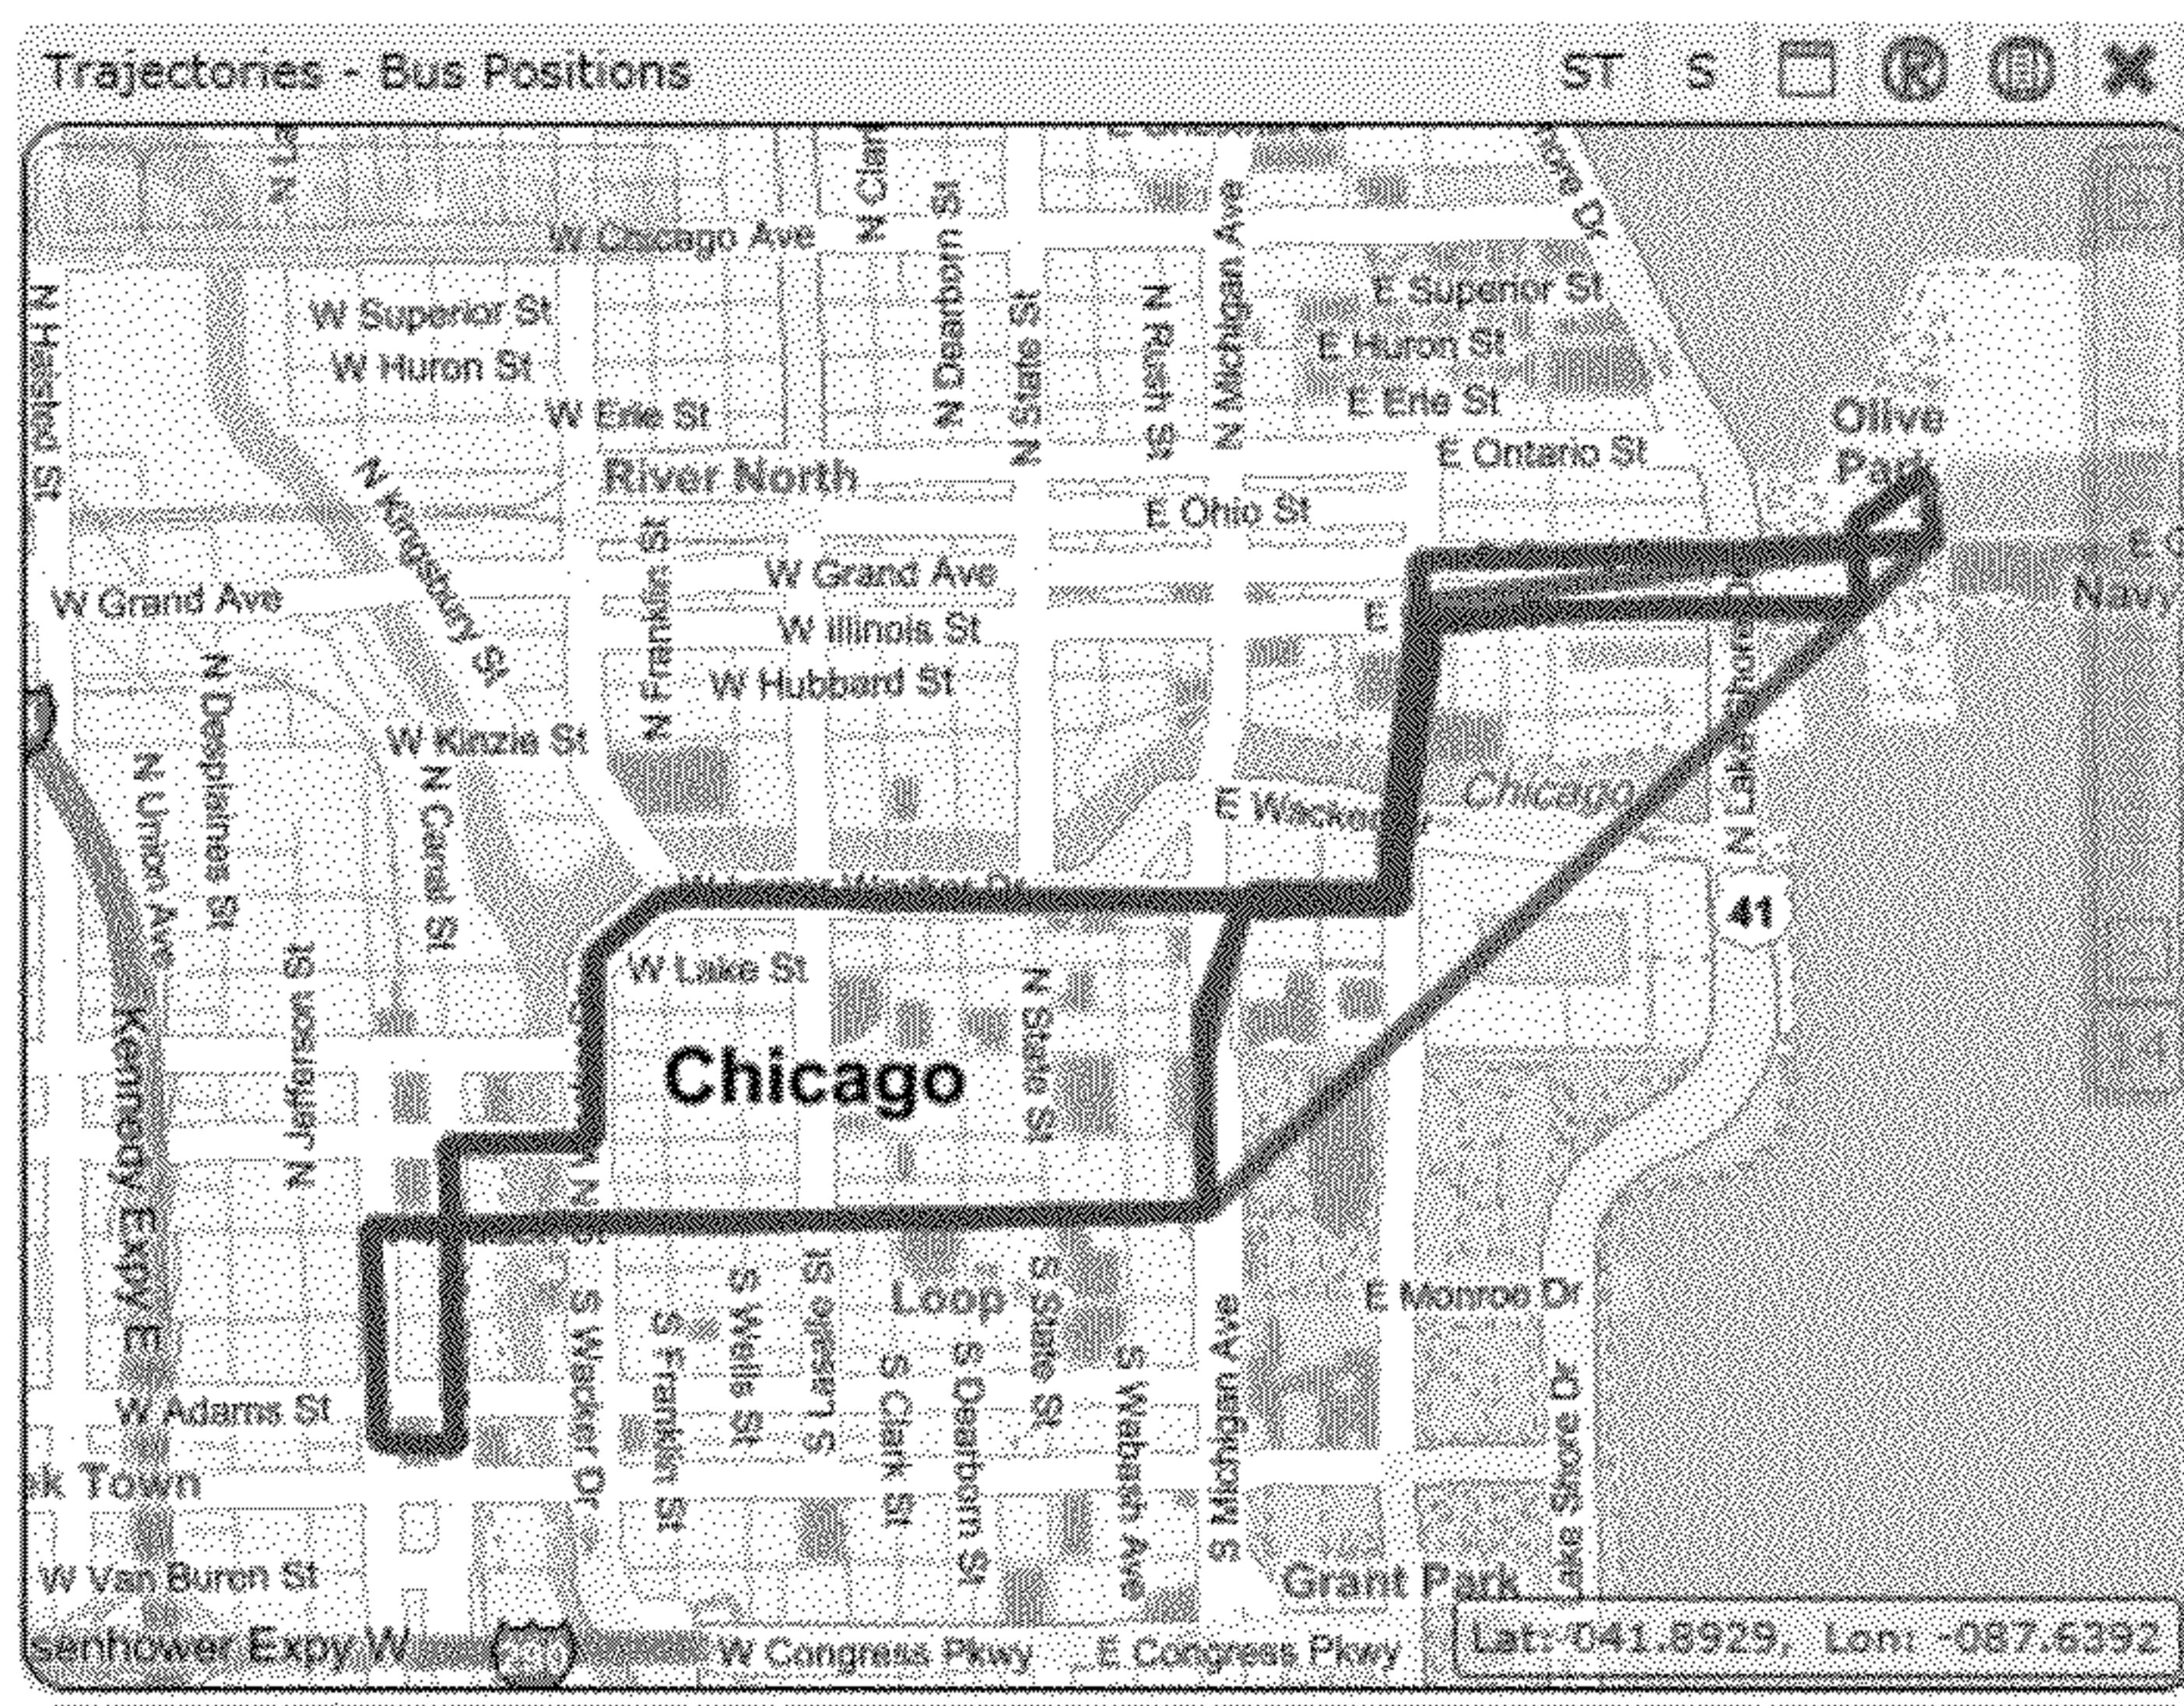 Trajectories - Bus Positions
ST S
W Chicago Ave
N Dearborn St
N State St
N Rush St
N Michigan Ave
N Halsted St
W Superior St
W Huron St
W Erie St
E Superior St
E Huron St
E Erie St
E Ontario St
Olive
Park
River North
N Kingsbury St
N Franklin St
E Ohio St
W Grand Ave
W Grand Ave
W Illinois St
W Hubbard St
E
Navy
N Desplaines St
W Kinzie St
N Canal St
N Union Ave
E Wacker
Chicago
N Lake Shore
41
W Lake St
Chicago
N State St
N Jefferson St
Kennedy Expy E
Loop
E Monroe Dr
S Wacker Dr
S Franklin St
S Wells St
S Clark St
S Dearborn St
S State St
S Wabash Ave
S Michigan Ave
Lake Shore Dr
W Adams St
ek Town
W Van Buren St
Grant Park
senhower Expy W
290
W Congress Pkwy
E Congress Pkwy
Lat: 041.8929, Lon: -087.6392